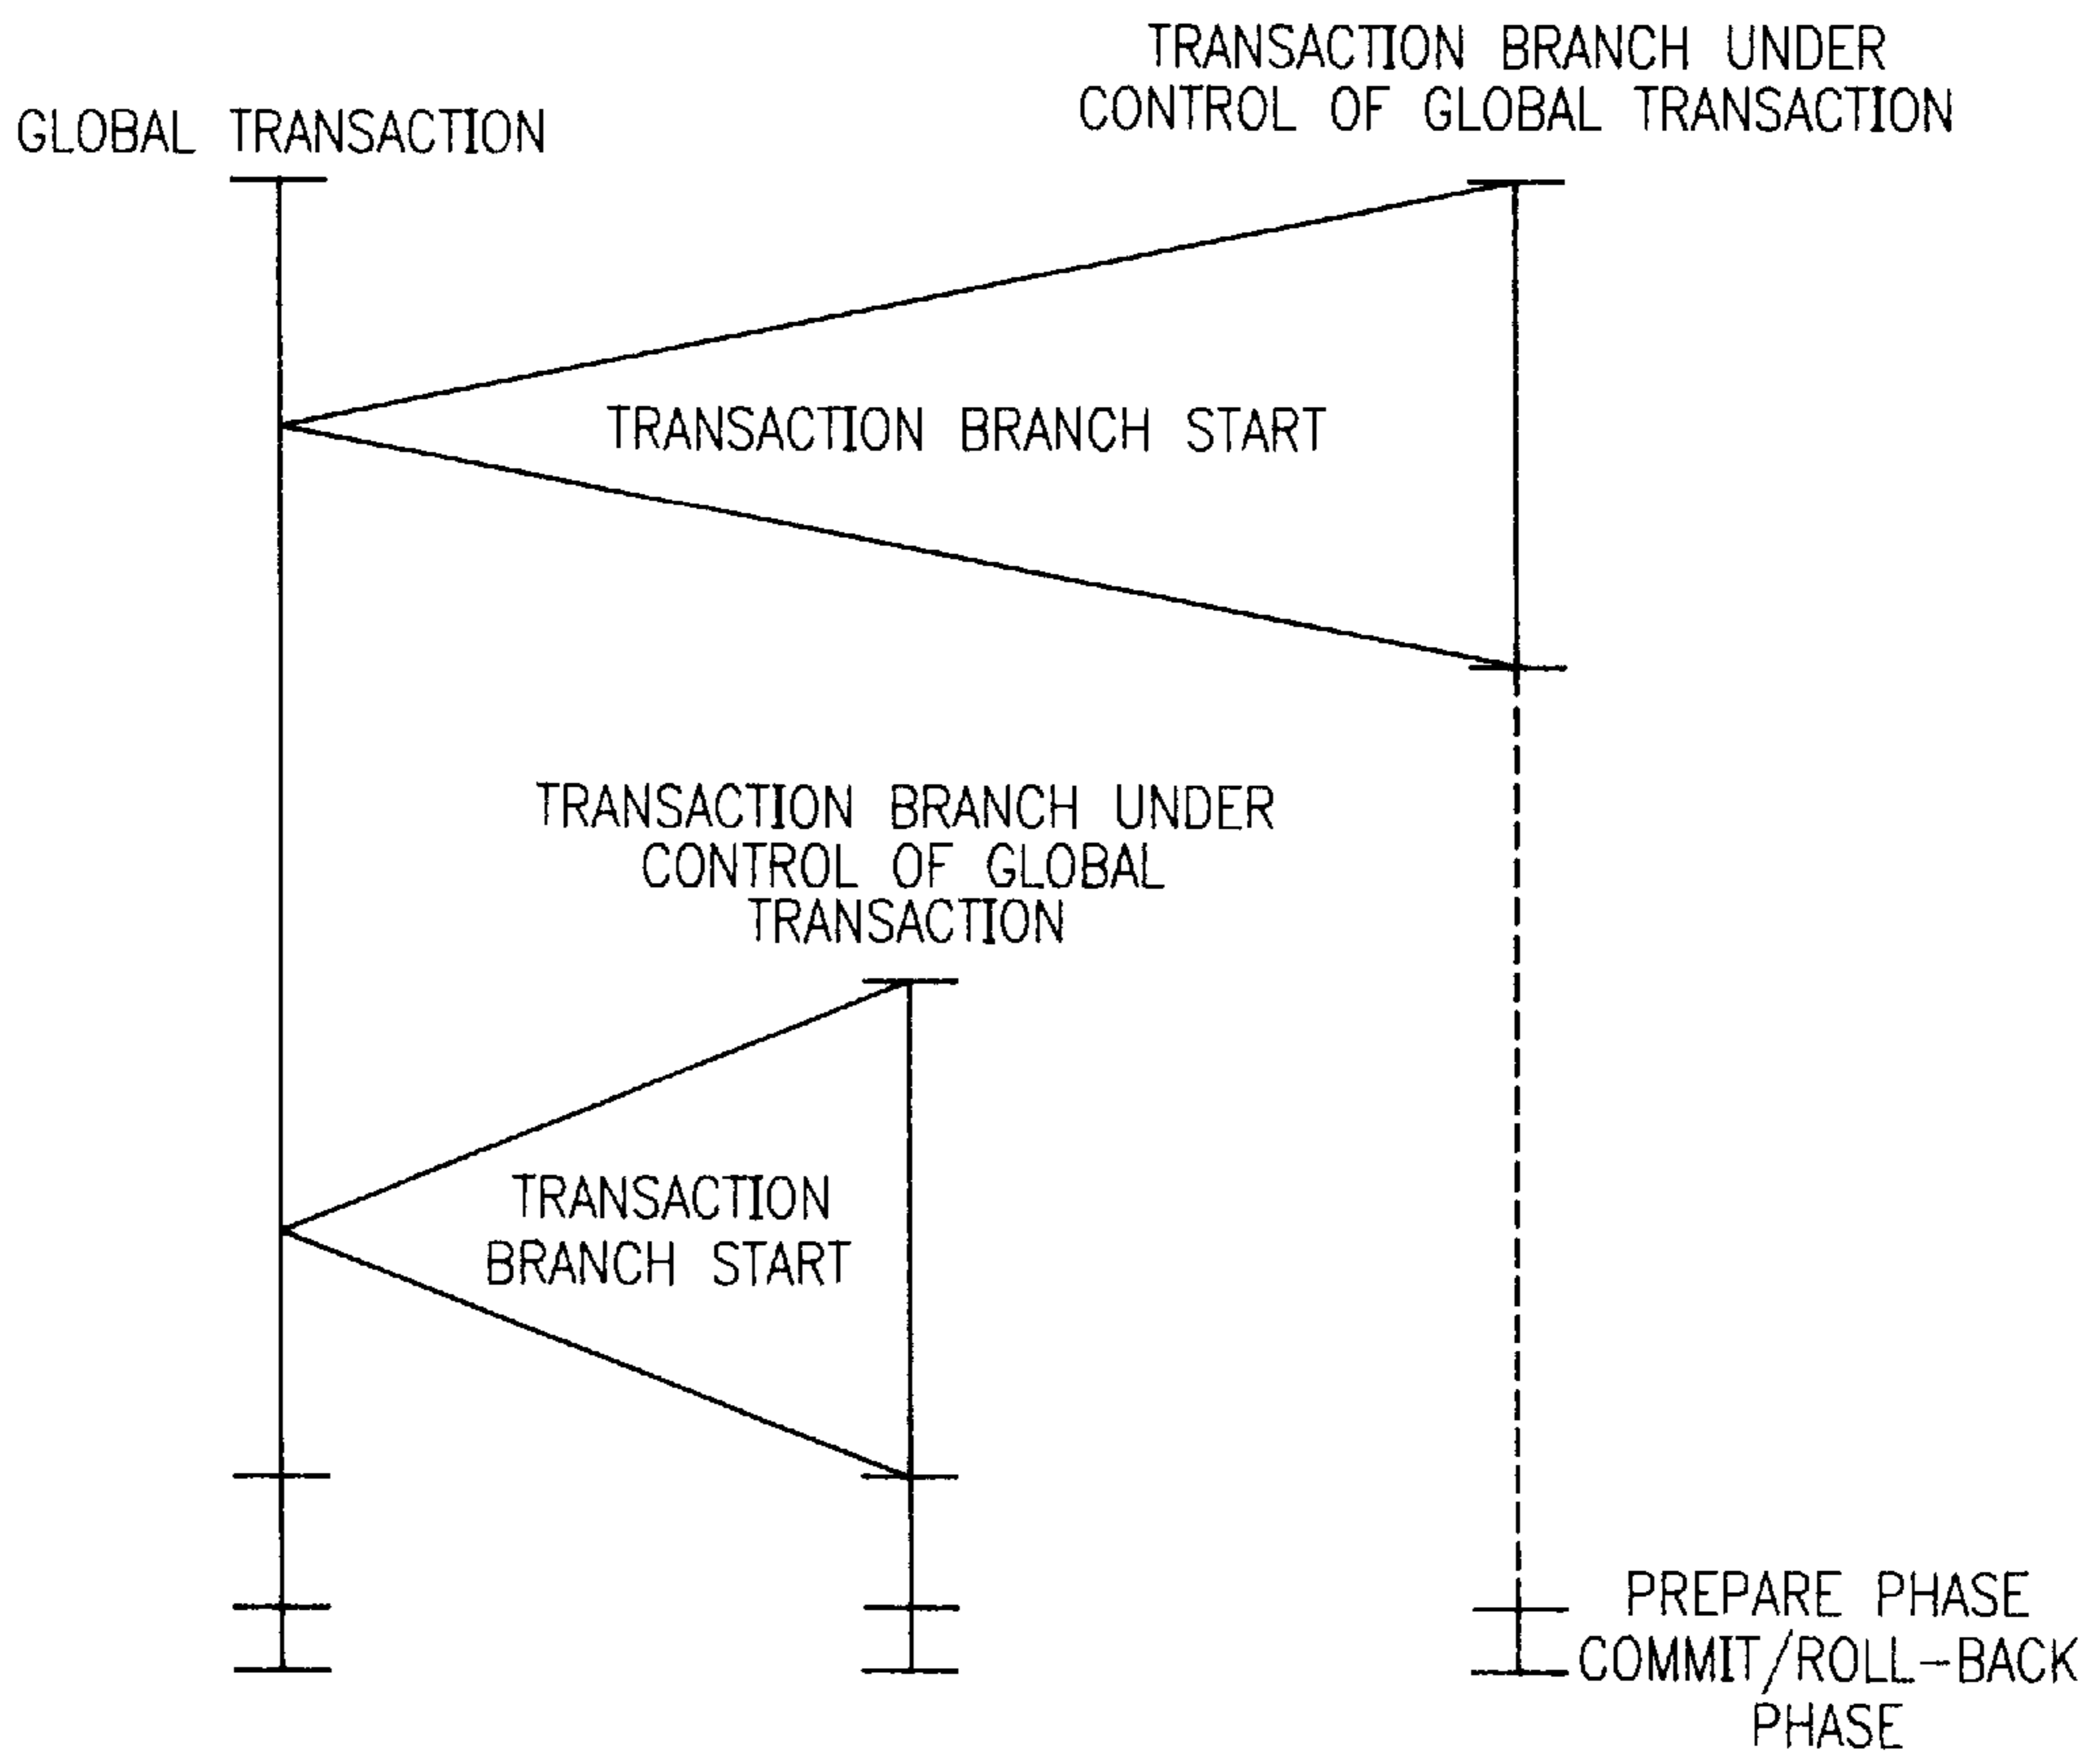 TRANSACTION BRANCH UNDER
CONTROL OF GLOBAL TRANSACTION
GLOBAL TRANSACTION
TRANSACTION BRANCH START
TRANSACTION BRANCH UNDER
CONTROL OF GLOBAL
TRANSACTION
TRANSACTION
BRANCH START
PREPARE PHASE
COMMIT/ROLL-BACK
PHASE